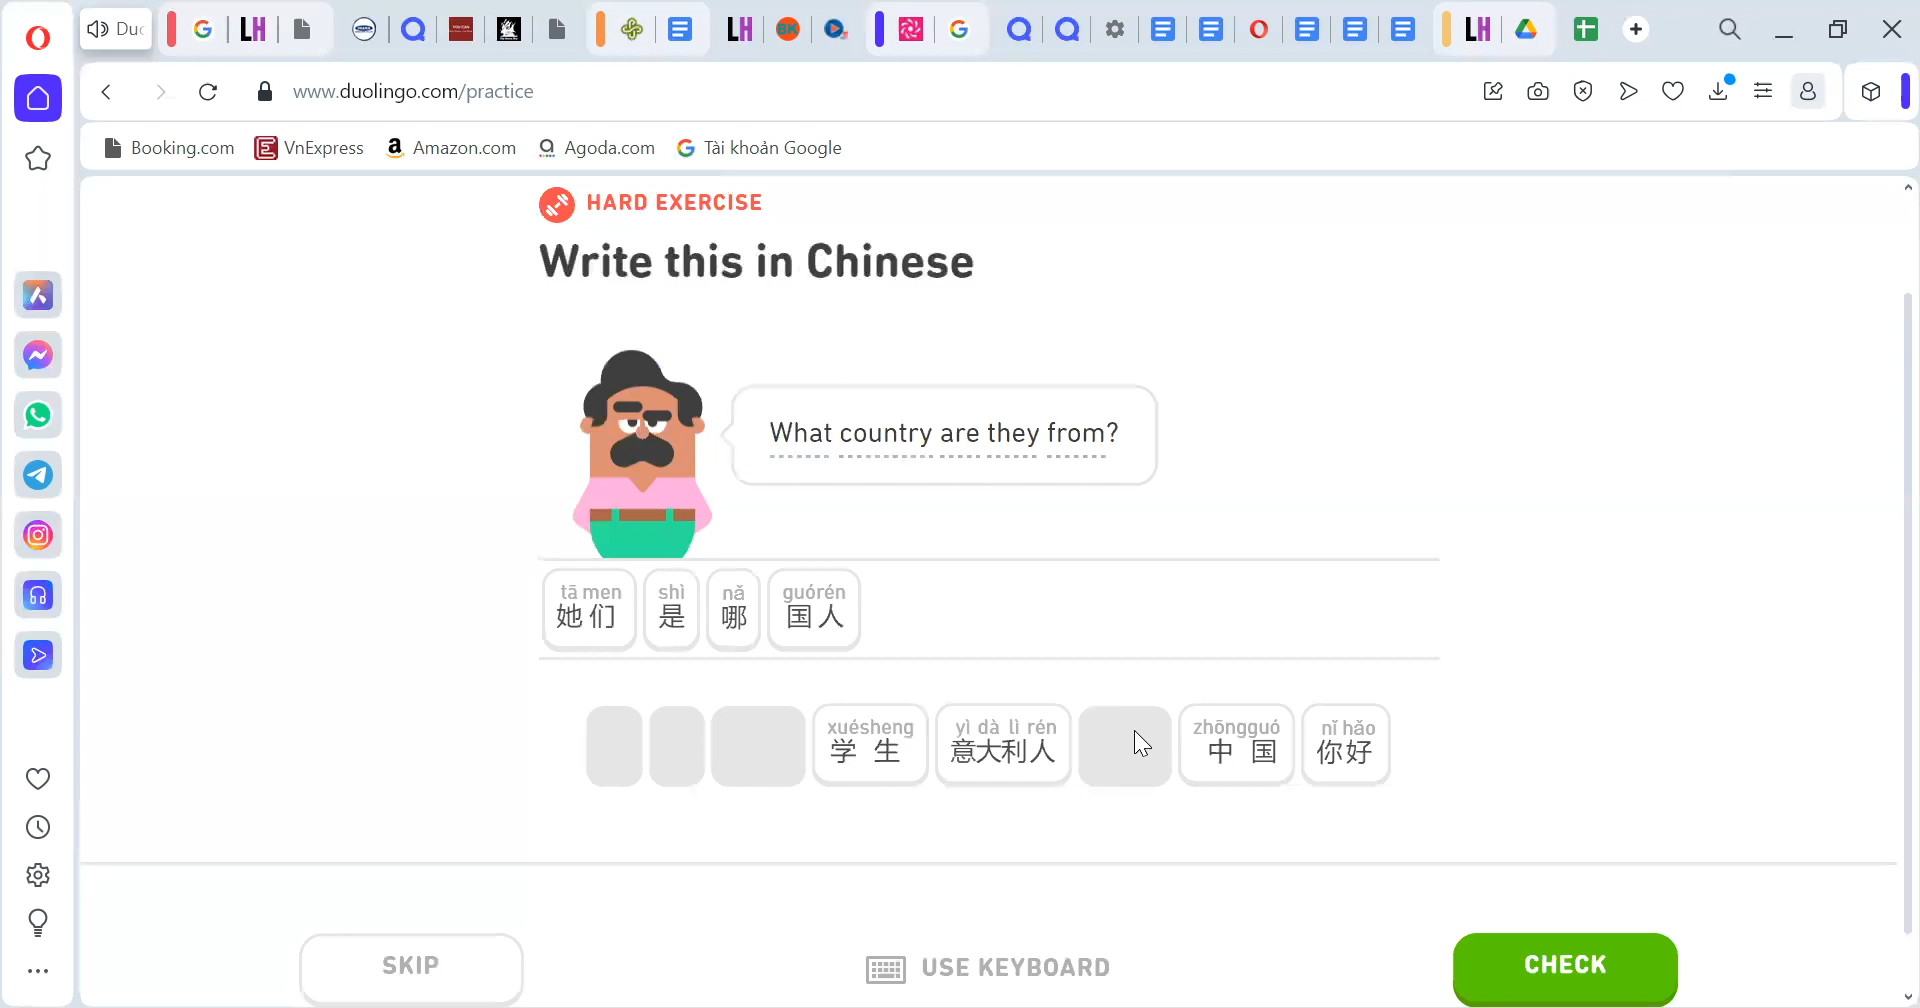 Duc
www.duolingo.com/practice
Booking.com VnExpress Amazon.com Agoda.com Tài khoản Google
HARD EXERCISE
Write this in Chinese
What country are they from?
tā men shì nǎ guórén
她们 是 哪 国人
xuésheng yì dà lì rén zhōngguó nǐ hǎo
学生 意大利人 中国 你好
SKIP USE KEYBOARD CHECK